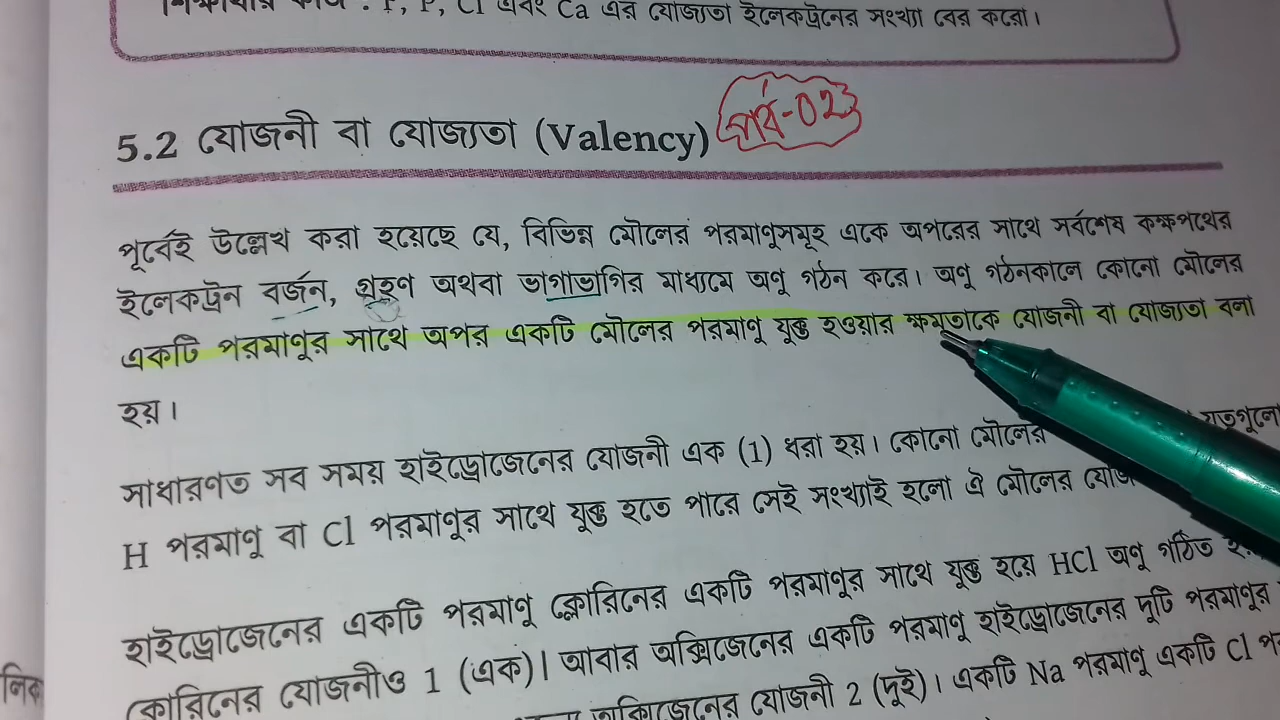 শিক্ষার্থীর কাজ : F, P, Cl এবং Ca এর যোজ্যতা ইলেকট্রনের সংখ্যা বের করো।
5.2 যোজনী বা যোজ্যতা (Valency) পর্ব-023
পূর্বেই উল্লেখ করা হয়েছে যে, বিভিন্ন মৌলের পরমাণুসমূহ একে অপরের সাথে সর্বশেষ কক্ষপথের
ইলেকট্রন বর্জন, গ্রহণ অথবা ভাগাভাগির মাধ্যমে অণু গঠন করে। অণু গঠনকালে কোনো মৌলের
একটি পরমাণুর সাথে অপর একটি মৌলের পরমাণু যুক্ত হওয়ার ক্ষমতাকে যোজনী বা যোজ্যতা বলা
হয়।
সাধারণত সব সময় হাইড্রোজেনের যোজনী এক (1) ধরা হয়। কোনো মৌলের যতগুলো
H পরমাণু বা Cl পরমাণুর সাথে যুক্ত হতে পারে সেই সংখ্যাই হলো ঐ মৌলের
হাইড্রোজেনের একটি পরমাণু ক্লোরিনের একটি পরমাণুর সাথে যুক্ত হয়ে HCl অণু গঠিত
ক্লোরিনের যোজনীও 1 (এক)। আবার অক্সিজেনের একটি পরমাণু হাইড্রোজেনের দুটি পরমাণুর
অক্সিজেনের যোজনী 2 (দুই)। একটি Na পরমাণু একটি Cl